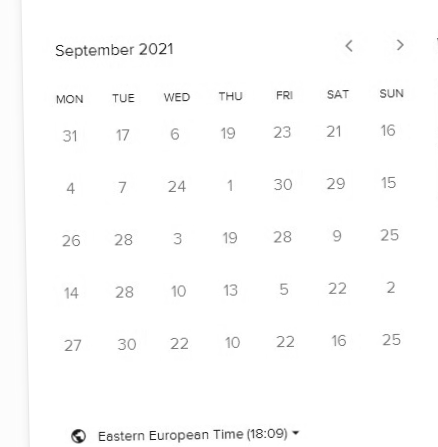 September 2021 < >
MON TUE WED THU FRI SAT SUN
31 17 6 19 23 21 16
4 7 24 1 30 29 15
26 28 3 19 28 9 25
14 28 10 13 5 22 2
27 30 22 10 22 16 25
Eastern European Time (18:09)